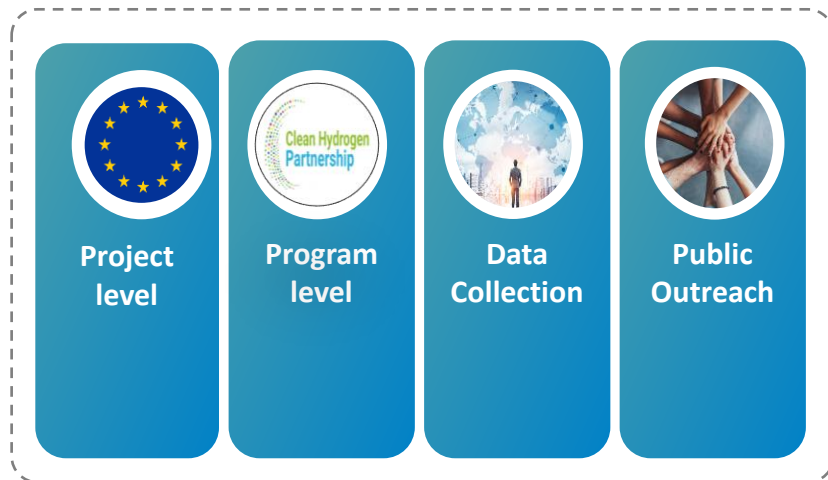 Clean Hydrogen
Partnership
Project
level
Program
level
Data
Collection
Public
Outreach